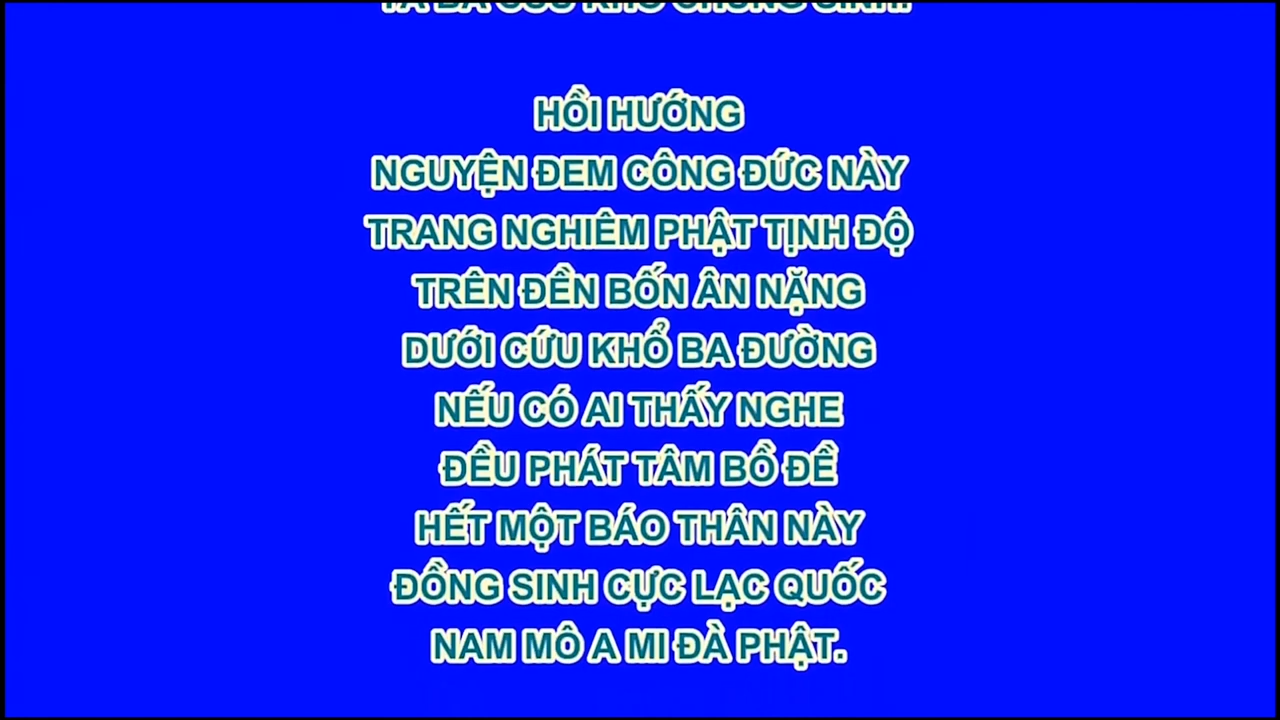 HỒI HƯỚNG
NGUYỆN ĐEM CÔNG ĐỨC NÀY
TRANG NGHIÊM PHẬT TỊNH ĐỘ
TRÊN ĐỀN BỐN ÂN NẶNG
DƯỚI CỨU KHỔ BA ĐƯỜNG
NẾU CÓ AI THẤY NGHE
ĐỀU PHÁT TÂM BỒ ĐỀ
HẾT MỘT BÁO THÂN NÀY
ĐỒNG SINH CỰC LẠC QUỐC
NAM MÔ A MI ĐÀ PHẬT.